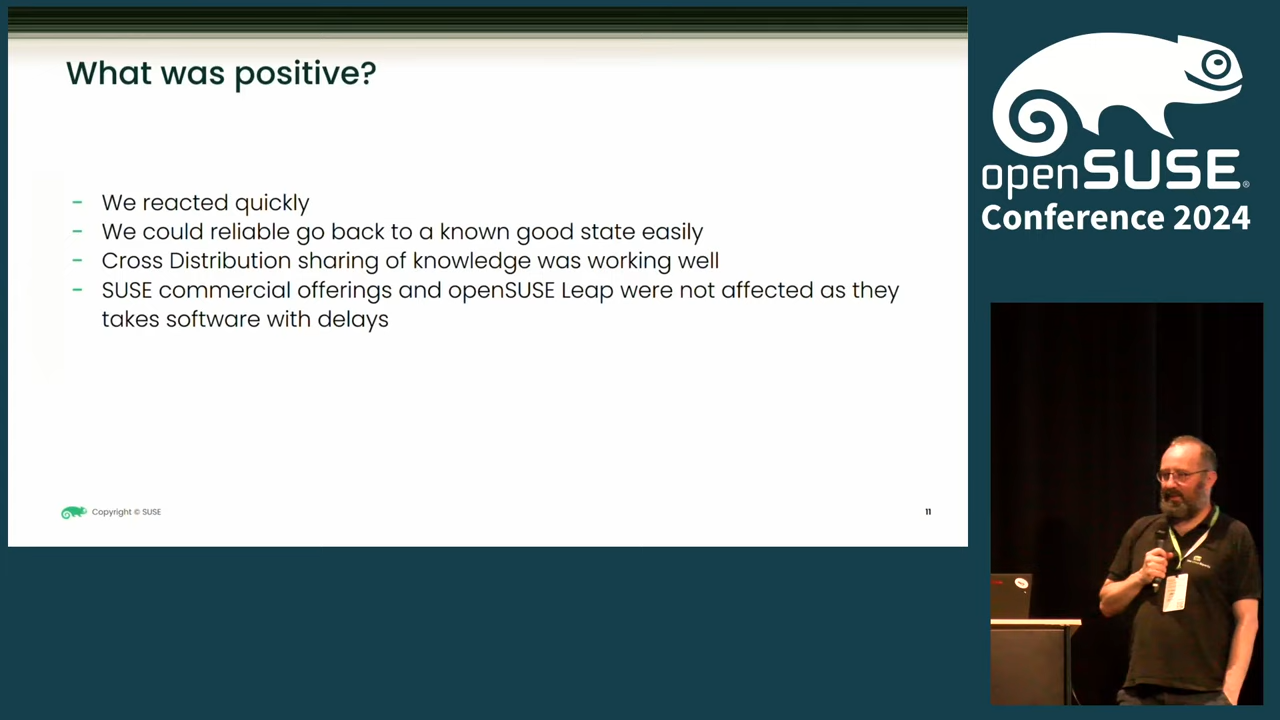 What was positive?
- We reacted quickly
- We could reliable go back to a known good state easily
- Cross Distribution sharing of knowledge was working well
- SUSE commercial offerings and openSUSE Leap were not affected as they
takes software with delays
Copyright © SUSE
11
openSUSE®
Conference 2024